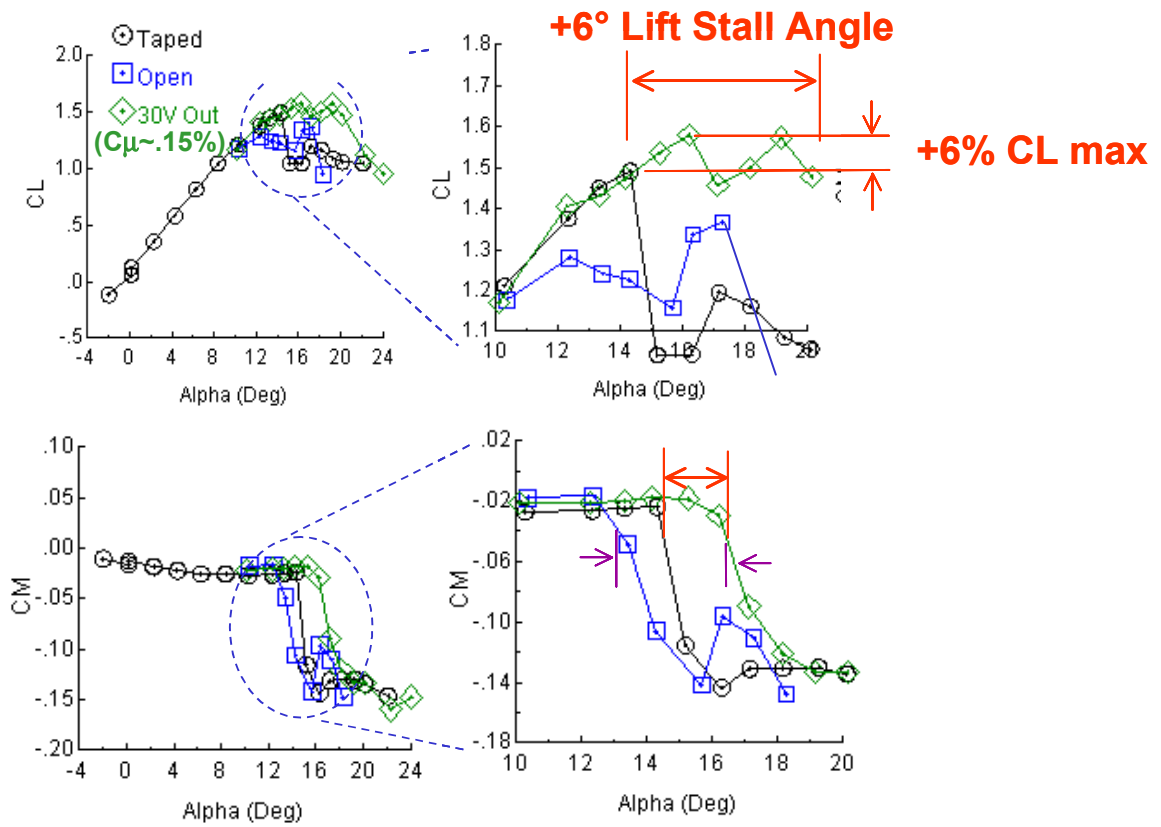 +6° Lift Stall Angle
Taped
Open
30V Out
(Cμ~.15%)
2.0
1.5
1.0
.5
.0
-.5
CL
-4 0 4 8 12 16 20 24
Alpha (Deg)
1.8
1.7
1.6
1.5
1.4
1.3
1.2
1.1
CL
10 12 14 16 18 20
Alpha (Deg)
+6% CL max
.10
.05
.00
-.05
-.10
-.15
-.20
CM
-4 0 4 8 12 16 20 24
Alpha (Deg)
.02
-.02
-.06
-.10
-.14
-.18
CM
10 12 14 16 18 20
Alpha (Deg)